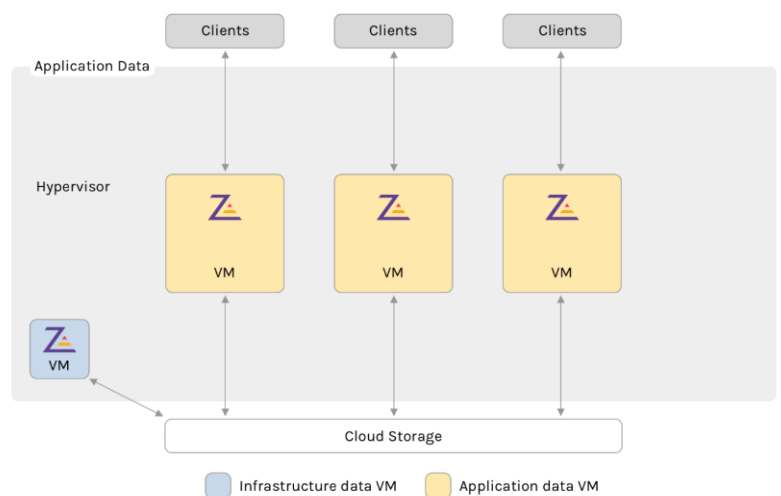 Clients
Clients
Clients
Application Data
Hypervisor
VM
VM
VM
VM
Cloud Storage
Infrastructure data VM
Application data VM